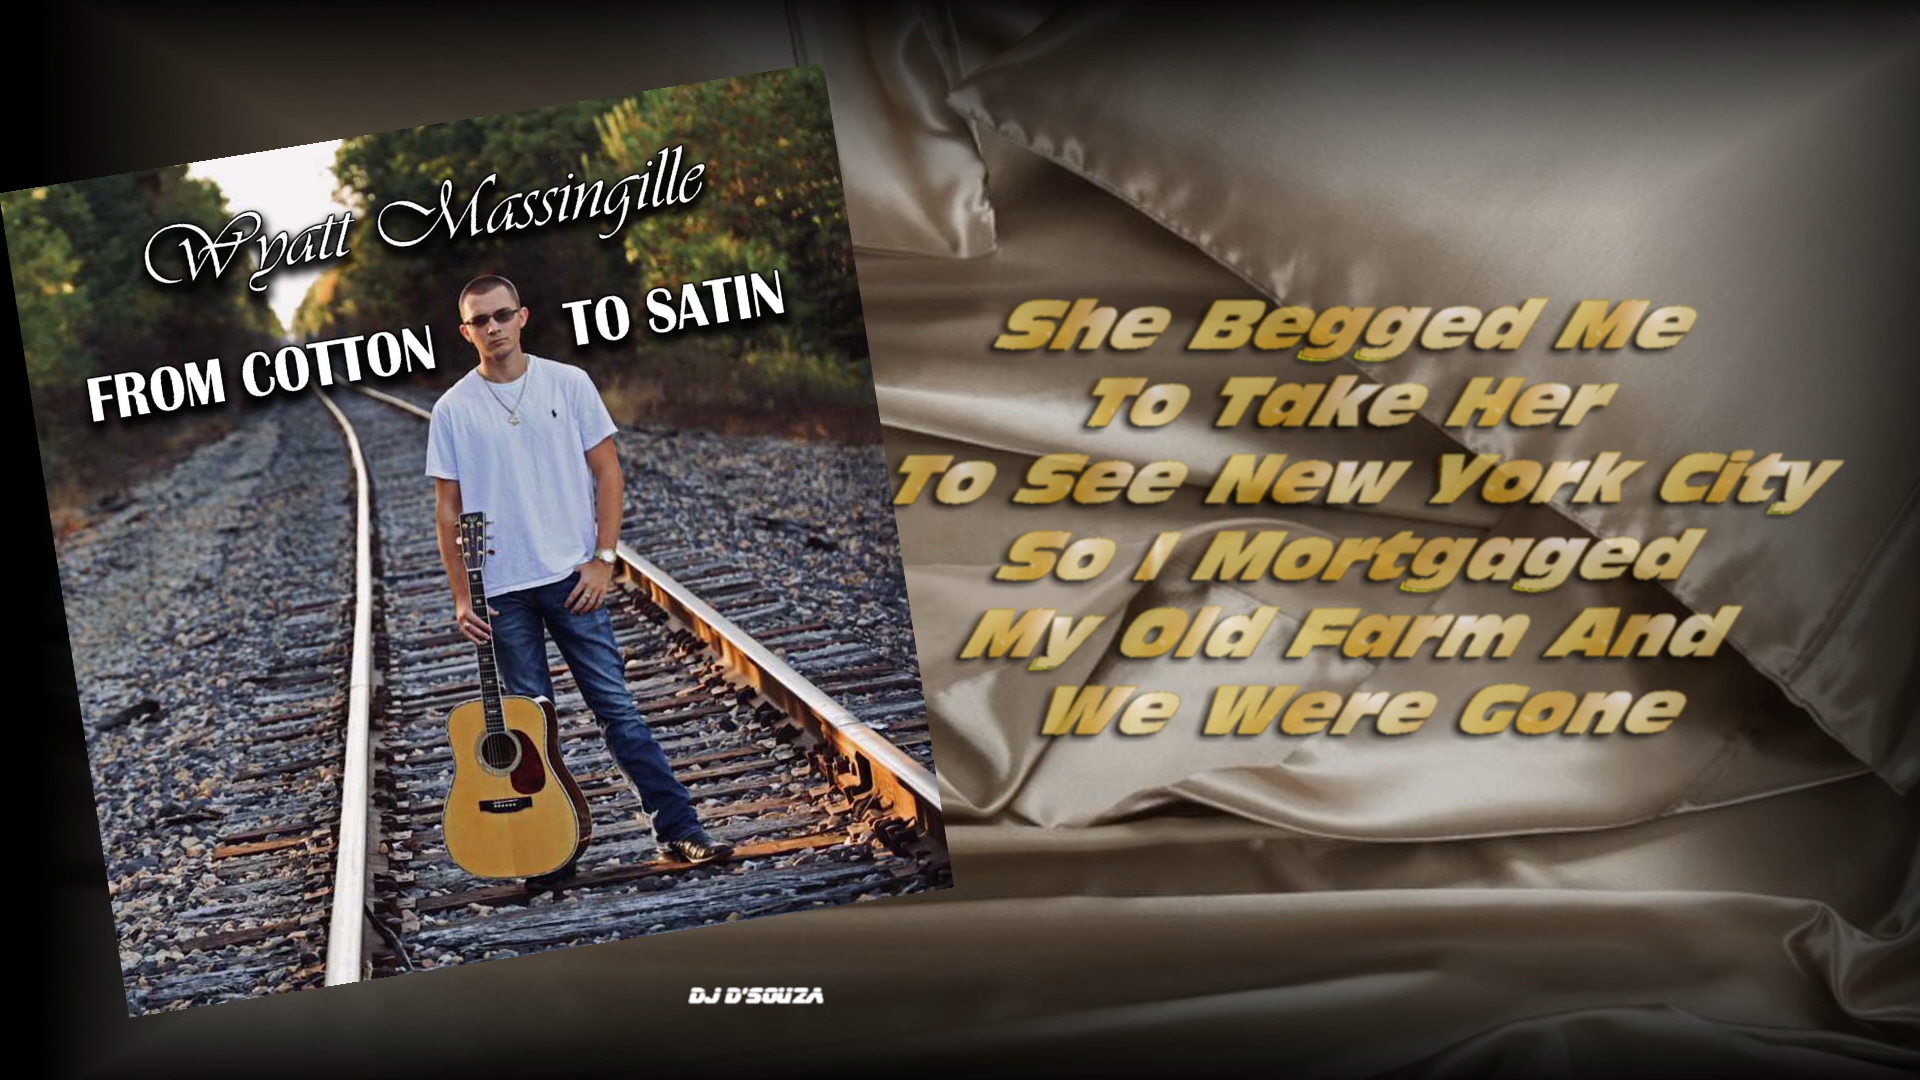 Wyatt Massingille
FROM COTTON TO SATIN
She Begged Me
To Take Her
To See New York City
So I Mortgaged
My Old Farm And
We Were Gone
DJ D'SOUZA